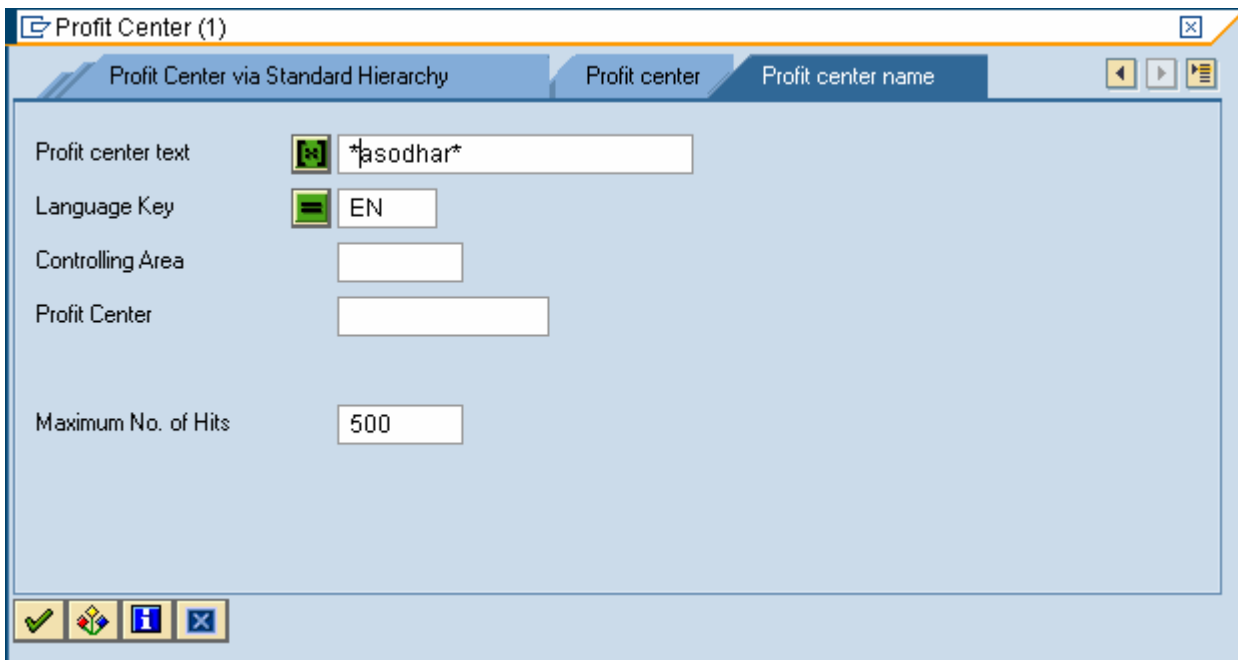 Profit Center (1)
Profit Center via Standard Hierarchy Profit center Profit center name
Profit center text *asodhar*
Language Key EN
Controlling Area
Profit Center
Maximum No. of Hits 500